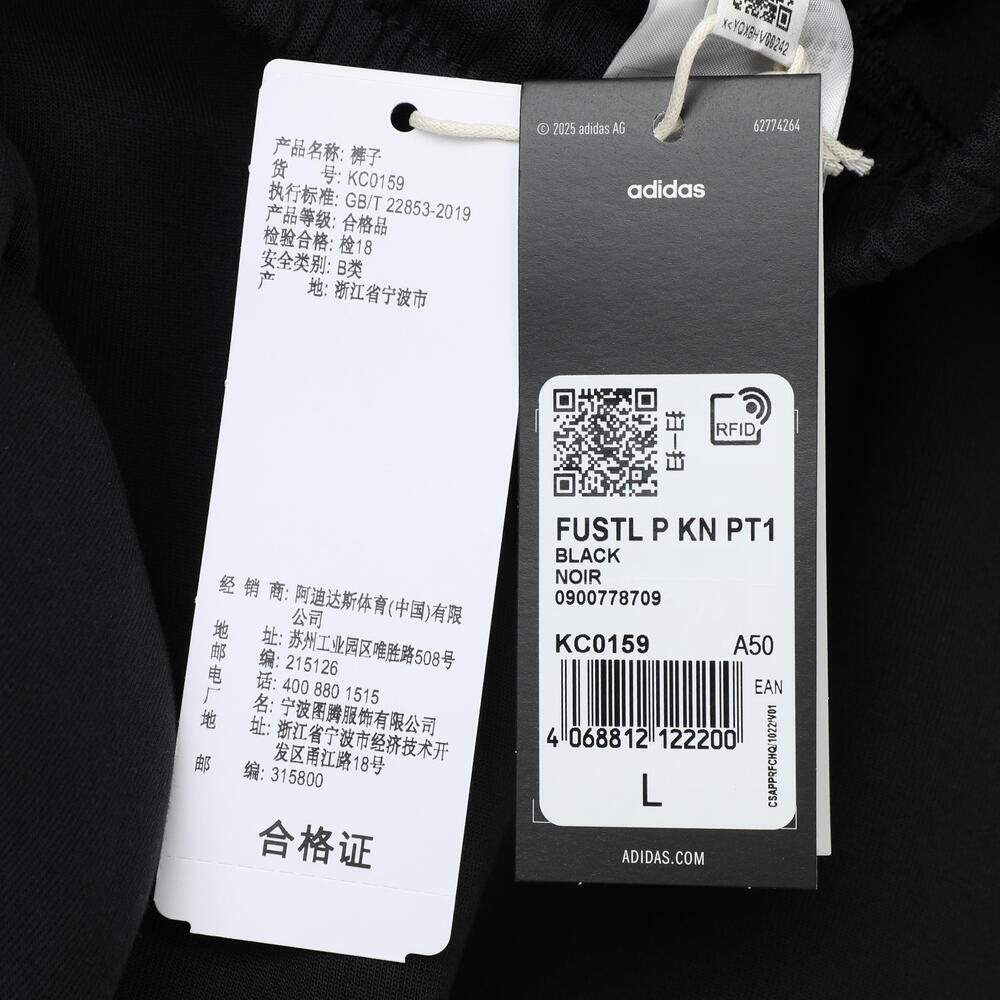 x<YQXBHVBB242
产品名称: 裤子
货 号: KC0159
执行标准: GB/T 22853-2019
产品等级: 合格品
检验合格: 检18
安全类别: B类
产 地: 浙江省宁波市
经 销 商: 阿迪达斯体育(中国)有限
公司
地 址: 苏州工业园区唯胜路508号
邮 编: 215126
电 话: 400 880 1515
厂 名: 宁波图腾服饰有限公司
地 址: 浙江省宁波市经济技术开
发区甬江路18号
邮 编: 315800
合格证
© 2025 adidas AG
62774264
adidas
扫一扫
RFID
FUSTL P KN PT1
BLACK
NOIR
0900778709
KC0159 A50
EAN
4 068812 122200
CSAPPRFCHQ/1022/V01
L
ADIDAS.COM